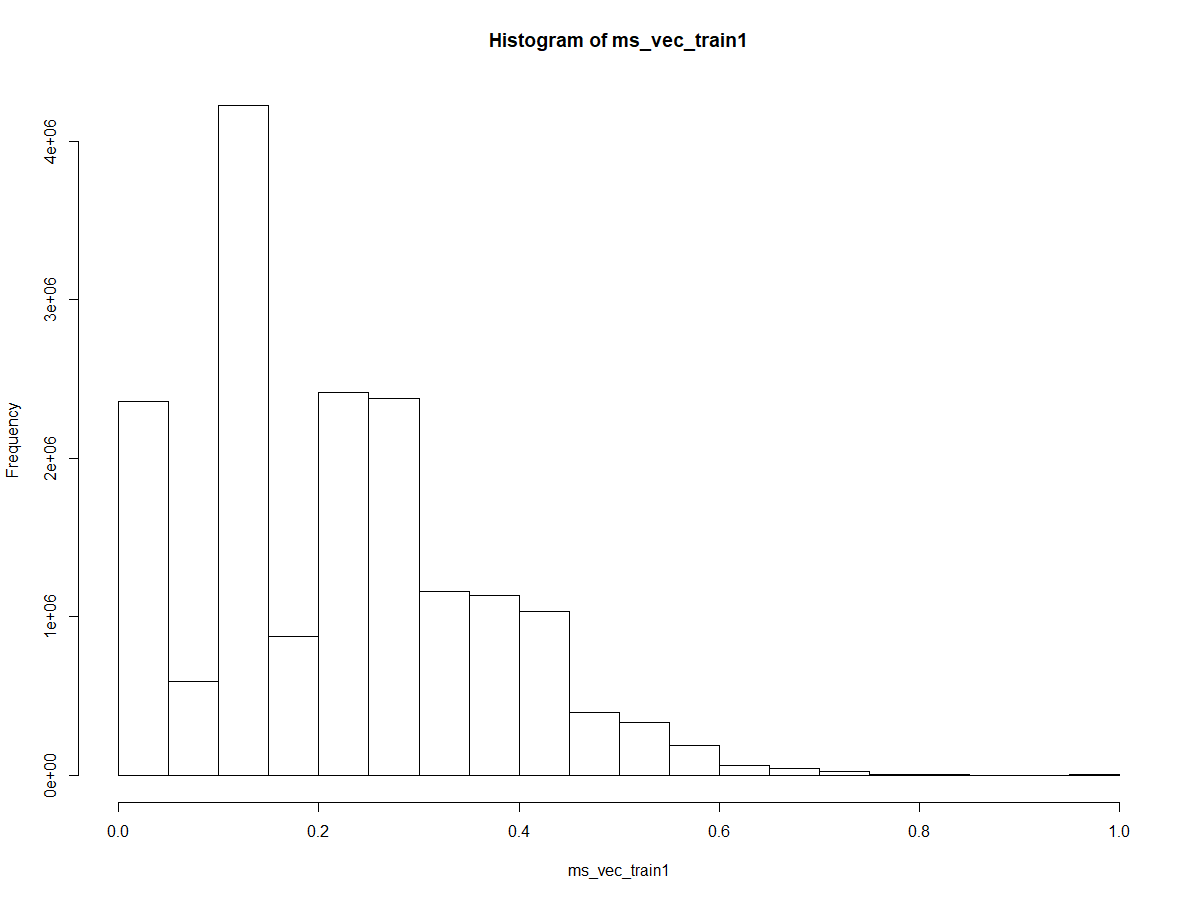 Histogram of ms_vec_train1
Frequency
4e+06
3e+06
2e+06
1e+06
0e+00
0.0 0.2 0.4 0.6 0.8 1.0
ms_vec_train1